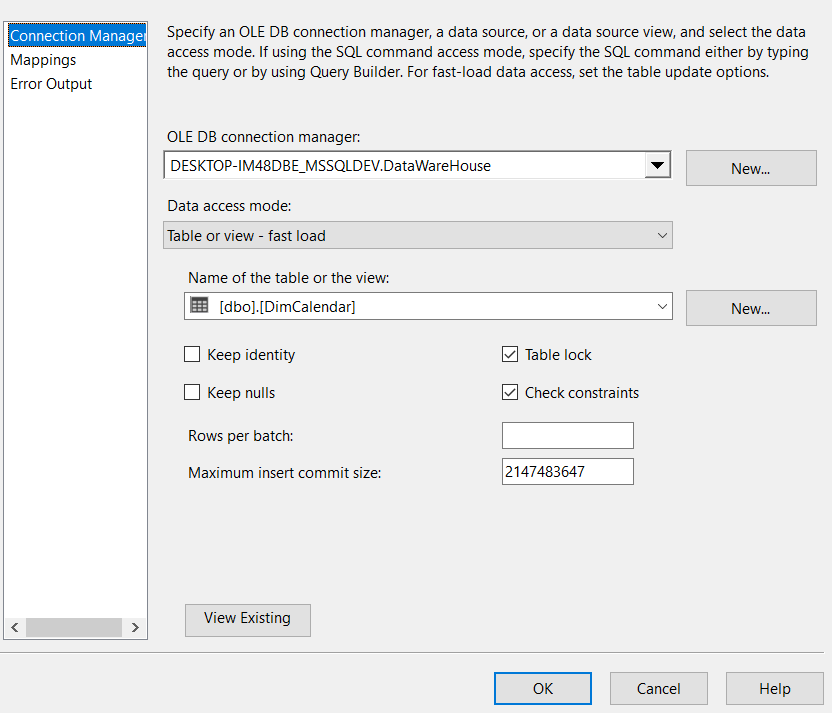 Connection Manager
Mappings
Error Output
Specify an OLE DB connection manager, a data source, or a data source view, and select the data
access mode. If using the SQL command access mode, specify the SQL command either by typing
the query or by using Query Builder. For fast-load data access, set the table update options.
OLE DB connection manager:
DESKTOP-IM48DBE_MSSQLDEV.DataWareHouse
New...
Data access mode:
Table or view - fast load
Name of the table or the view:
[dbo].[DimCalendar]
New...
Keep identity
Table lock
Keep nulls
Check constraints
Rows per batch:
Maximum insert commit size:
2147483647
View Existing
OK
Cancel
Help